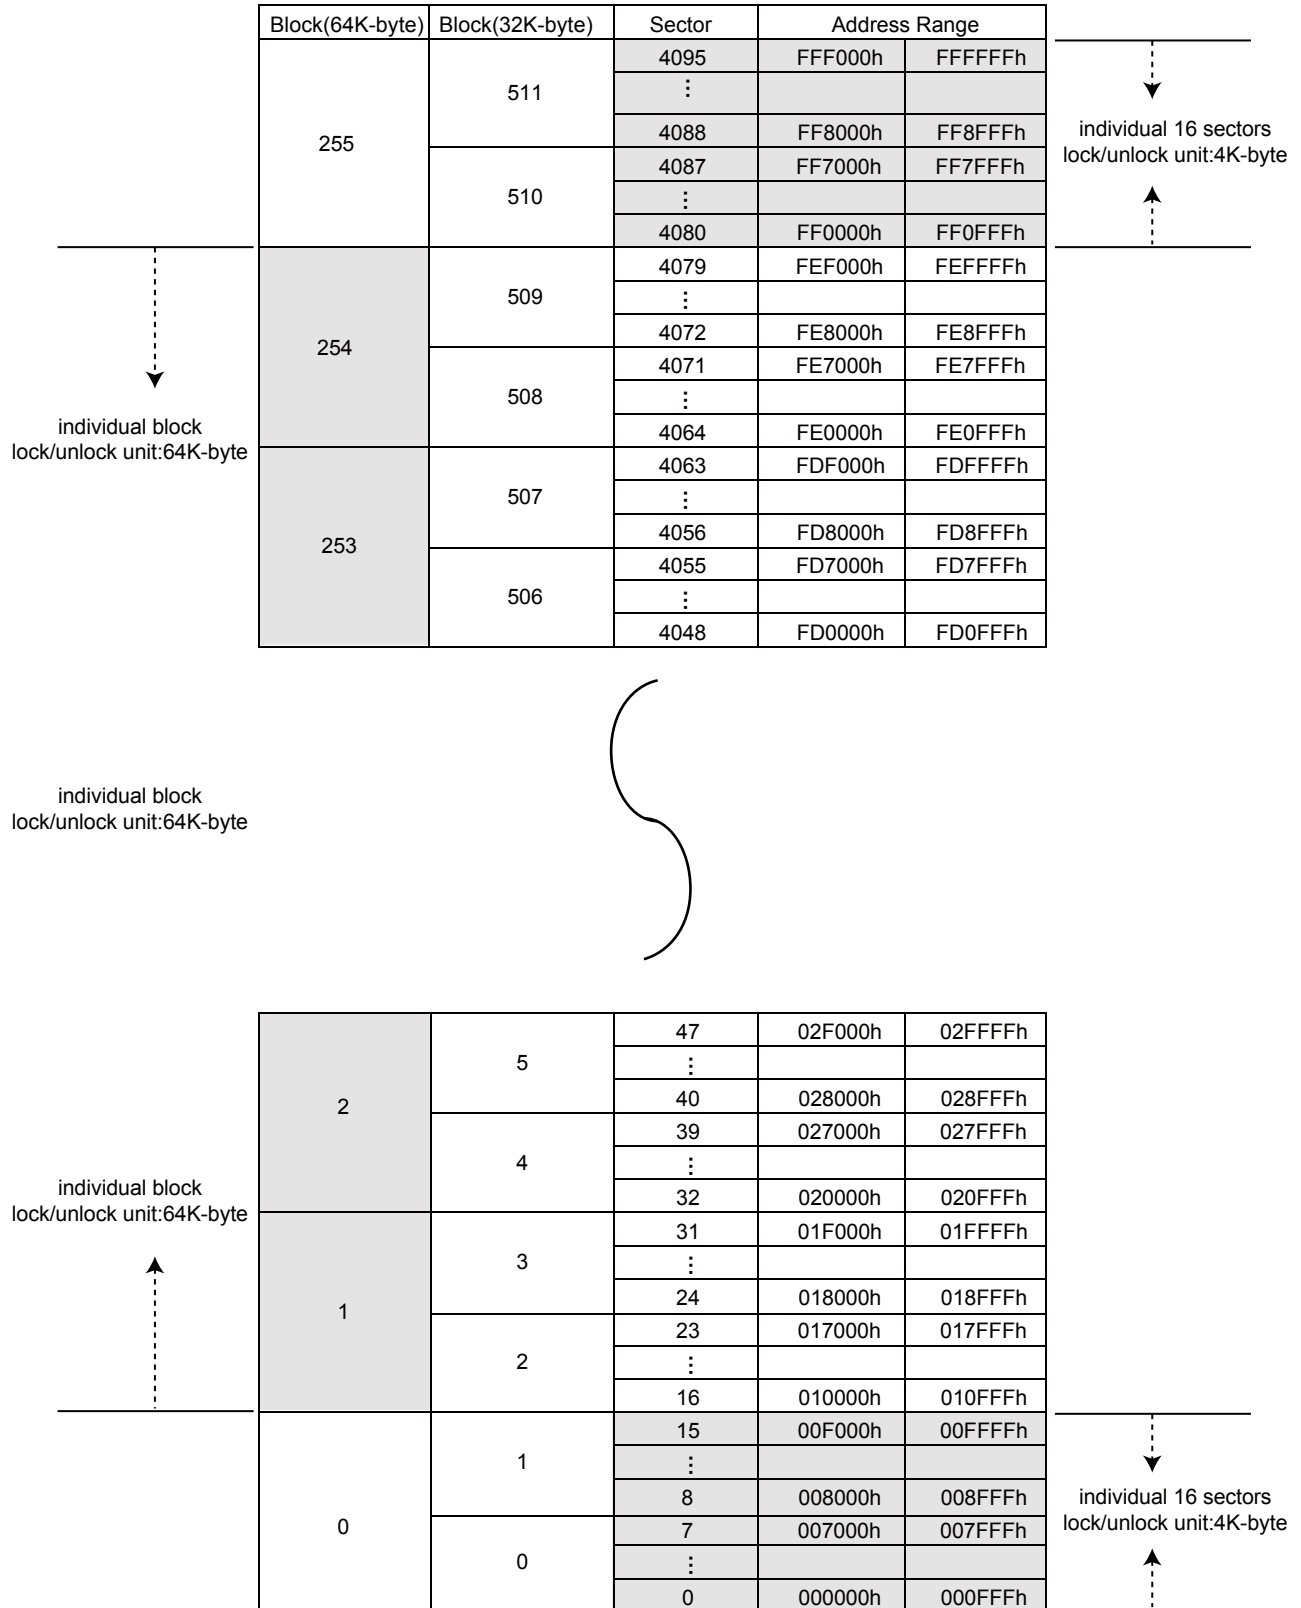 Block(64K-byte) Block(32K-byte) Sector Address Range
4095 FFF000h FFFFFFh
511 ⋮
individual 16 sectors
lock/unlock unit:4K-byte
255
4088 FF8000h FF8FFFh
4087 FF7000h FF7FFFh
510 ⋮
4080 FF0000h FF0FFFh
4079 FEF000h FEFFFFh
509 ⋮
4072 FE8000h FE8FFFh
254
4071 FE7000h FE7FFFh
508 ⋮
individual block
lock/unlock unit:64K-byte
4064 FE0000h FE0FFFh
4063 FDF000h FDFFFFh
507 ⋮
4056 FD8000h FD8FFFh
253
4055 FD7000h FD7FFFh
506 ⋮
4048 FD0000h FD0FFFh
individual block
lock/unlock unit:64K-byte
47 02F000h 02FFFFh
5 ⋮
40 028000h 028FFFh
2
39 027000h 027FFFh
4 ⋮
32 020000h 020FFFh
individual block
lock/unlock unit:64K-byte
31 01F000h 01FFFFh
3 ⋮
24 018000h 018FFFh
1
23 017000h 017FFFh
2 ⋮
16 010000h 010FFFh
15 00F000h 00FFFFh
1 ⋮
8 008000h 008FFFh
individual 16 sectors
lock/unlock unit:4K-byte
0
7 007000h 007FFFh
0 ⋮
0 000000h 000FFFh